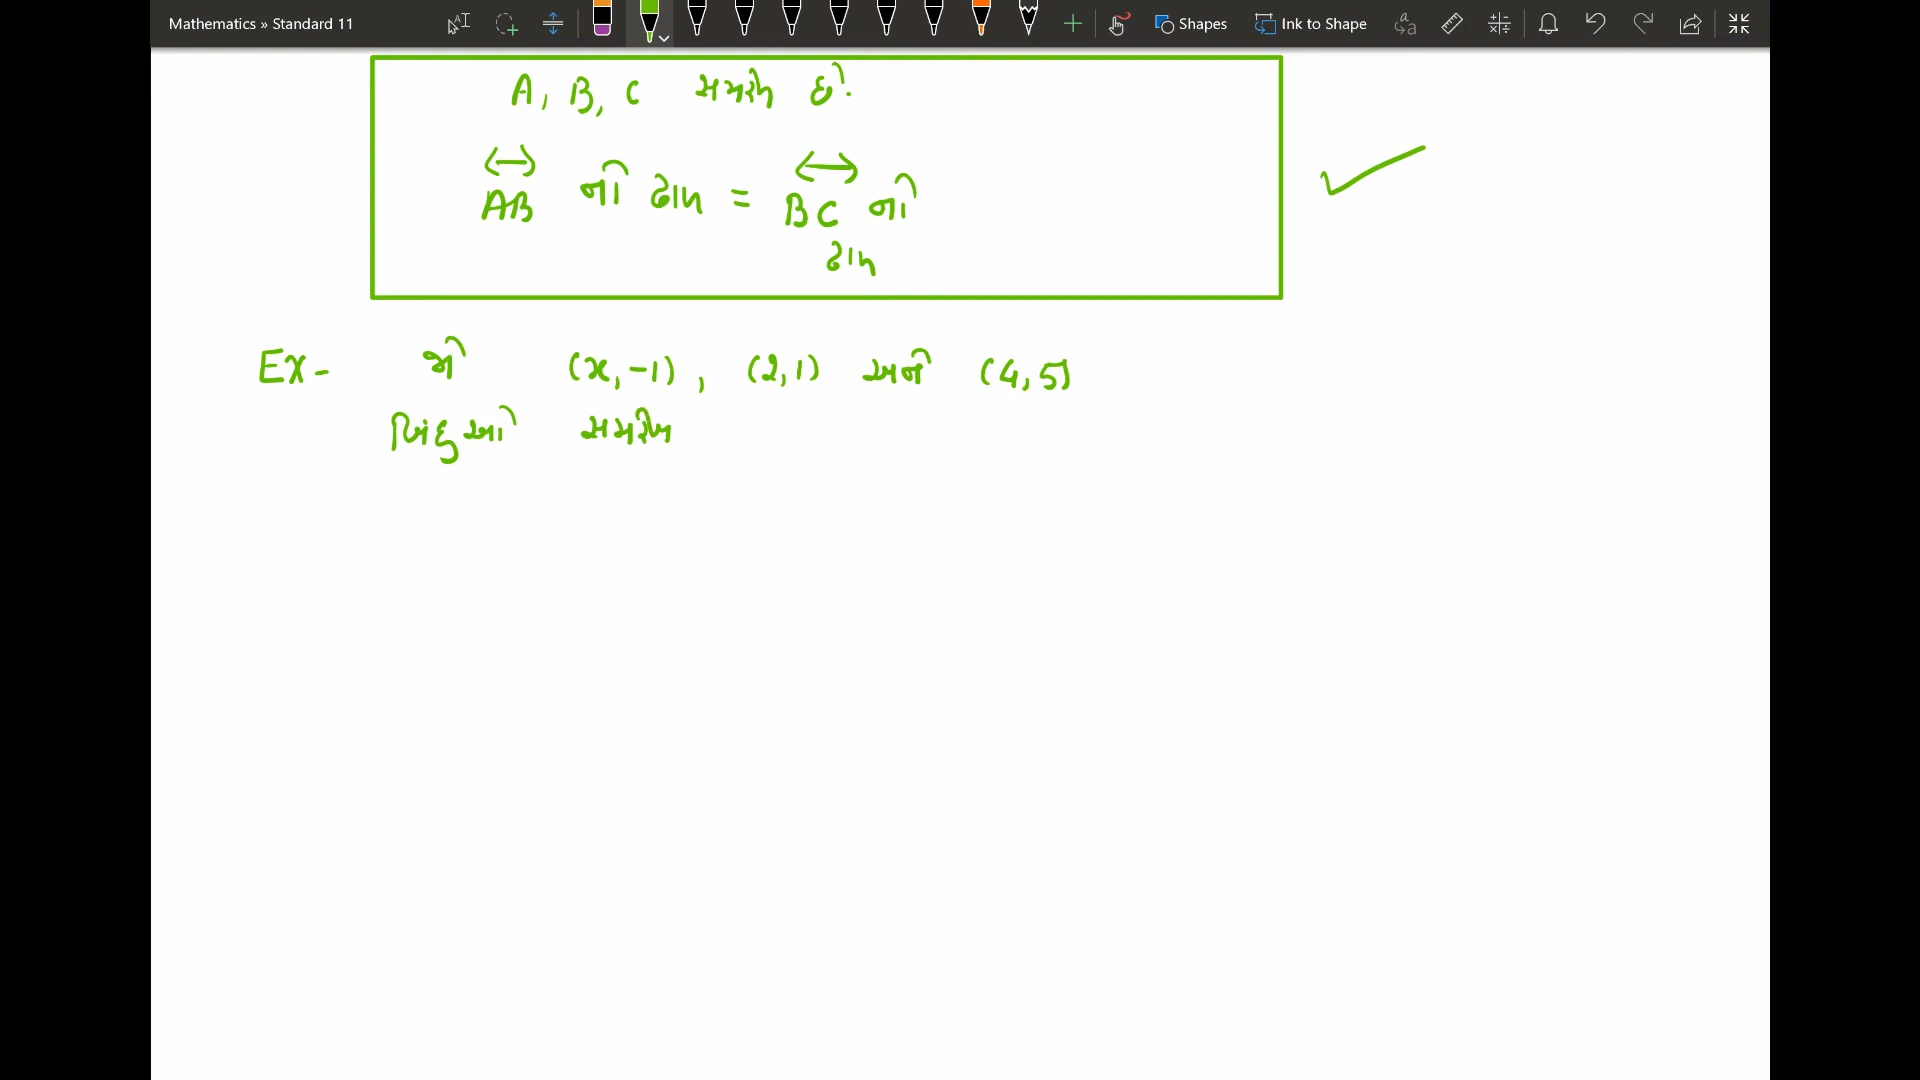 Mathematics » Standard 11
Shapes
Ink to Shape
A, B, C સમરેખ છે.
AB નો ઢાળ = BC નો
ઢાળ
Ex- જો (x,-1), (2,1) અને (4,5)
બિંદુઓ સમરેખ